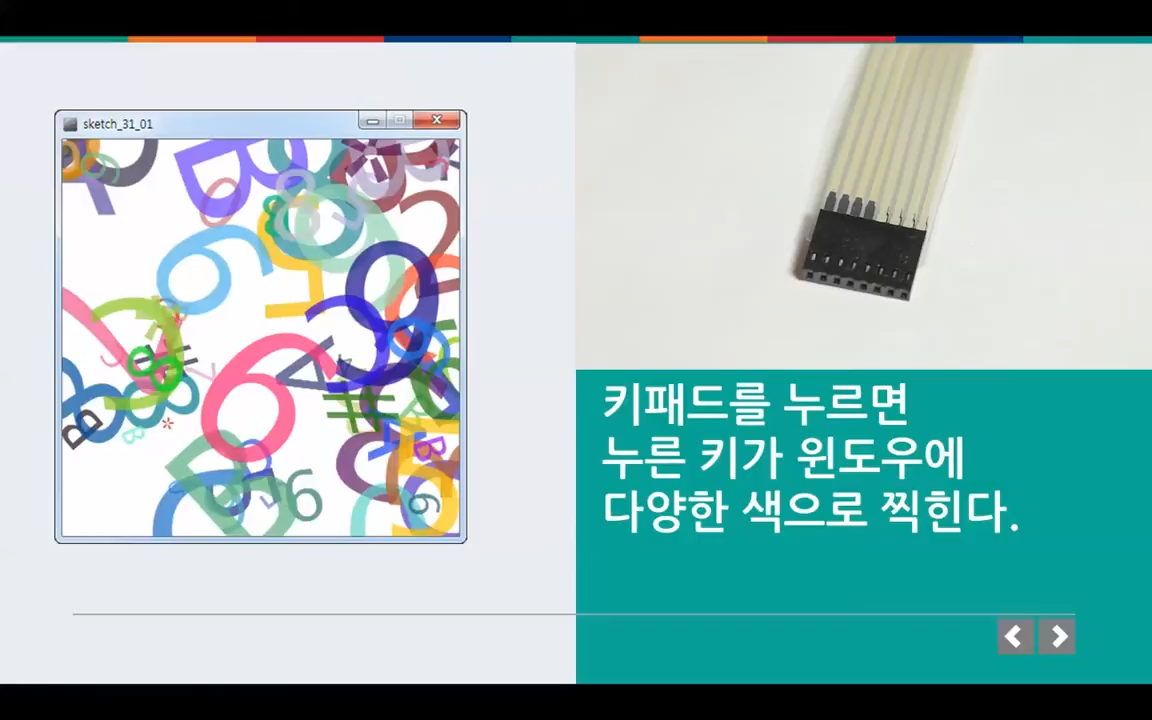 sketch_31_01
키패드를 누르면
누른 키가 윈도우에
다양한 색으로 찍힌다.